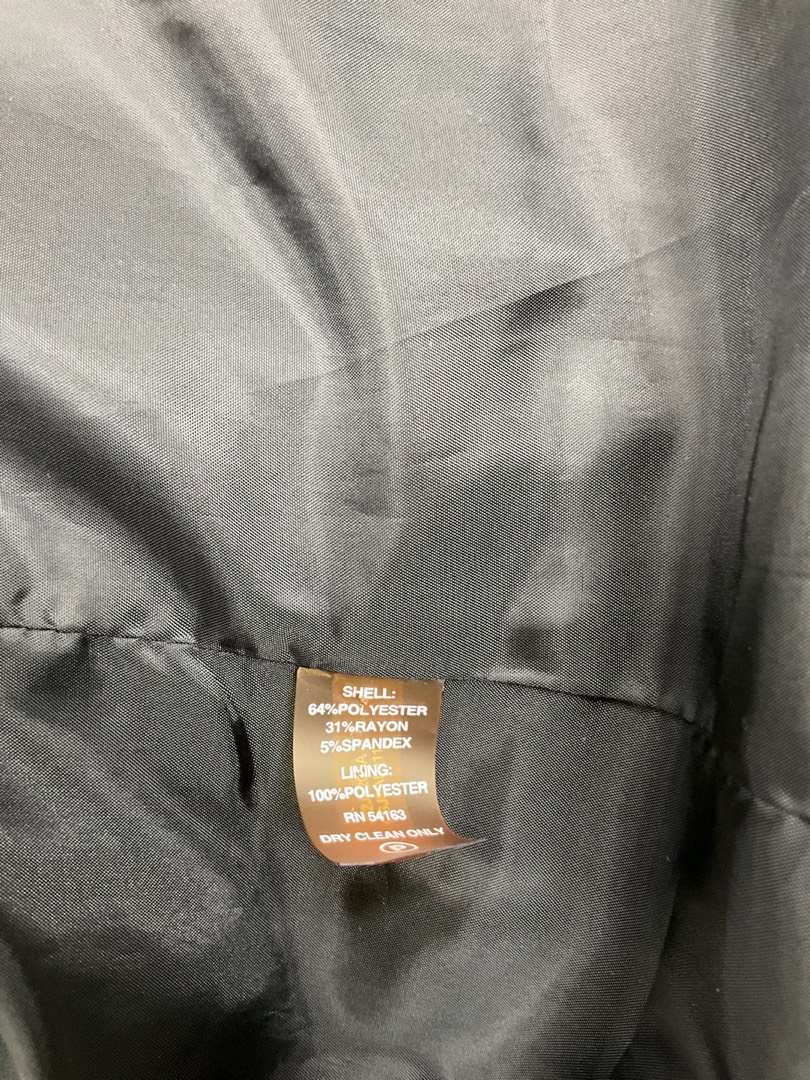 SHELL:
64%POLYESTER
31%RAYON
5%SPANDEX
LINING:
100%POLYESTER
RN 54163
DRY CLEAN ONLY
P